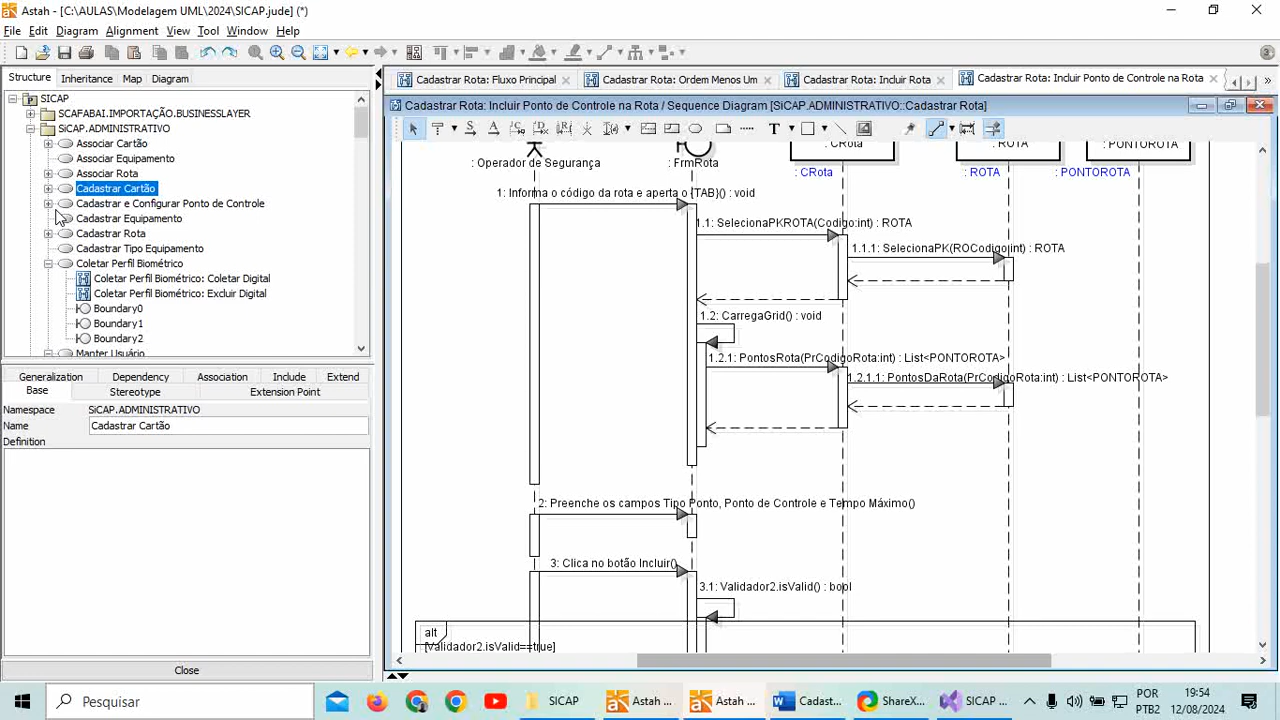 Astah - [C:\AULAS\Modelagem UML\2024\SICAP.jude] (*)
File Edit Diagram Alignment View Tool Window Help
3
Structure Inheritance Map Diagram
Cadastrar Rota: Fluxo Principal Cadastrar Rota: Ordem Menos Um Cadastrar Rota: Incluir Rota Cadastrar Rota: Incluir Ponto de Controle na Rota
Cadastrar Rota: Incluir Ponto de Controle na Rota / Sequence Diagram [SiCAP.ADMINISTRATIVO::Cadastrar Rota]
SICAP
SCAFABAI.IMPORTAÇÃO.BUSINESSLAYER
SiCAP.ADMINISTRATIVO
Associar Cartão
Associar Equipamento
Associar Rota
Cadastrar Cartão
Cadastrar e Configurar Ponto de Controle
Cadastrar Equipamento
Cadastrar Rota
Cadastrar Tipo Equipamento
Coletar Perfil Biométrico
Coletar Perfil Biométrico: Coletar Digital
Coletar Perfil Biométrico: Excluir Digital
Boundary0
Boundary1
Boundary2
Manter Usuário
Generalization Dependency Association Include Extend
Base Stereotype Extension Point
Namespace SiCAP.ADMINISTRATIVO
Name Cadastrar Cartão
Definition
Close
: CRota : ROTA : PONTOROTA
: Operador de Segurança : FrmRota : CRota : ROTA : PONTOROTA
1: Informa o código da rota e aperta o {TAB}() : void
1.1: SelecionaPKROTA(Codigo:int) : ROTA
1.1.1: SelecionaPK(ROCodigo:int) : ROTA
1.2: CarregaGrid() : void
1.2.1: PontosRota(PrCodigoRota:int) : List<PONTOROTA>
1.2.1.1: PontosDaRota(PrCodigoRota:int) : List<PONTOROTA>
2: Preenche os campos Tipo Ponto, Ponto de Controle e Tempo Máximo()
3: Clica no botão Incluir()
3.1: Validador2.isValid() : bool
alt
[Validador2.isValid==true]
Pesquisar
SICAP Astah ... Astah ... Cadast... ShareX... SICAP ...
POR
PTB2
19:54
12/08/2024